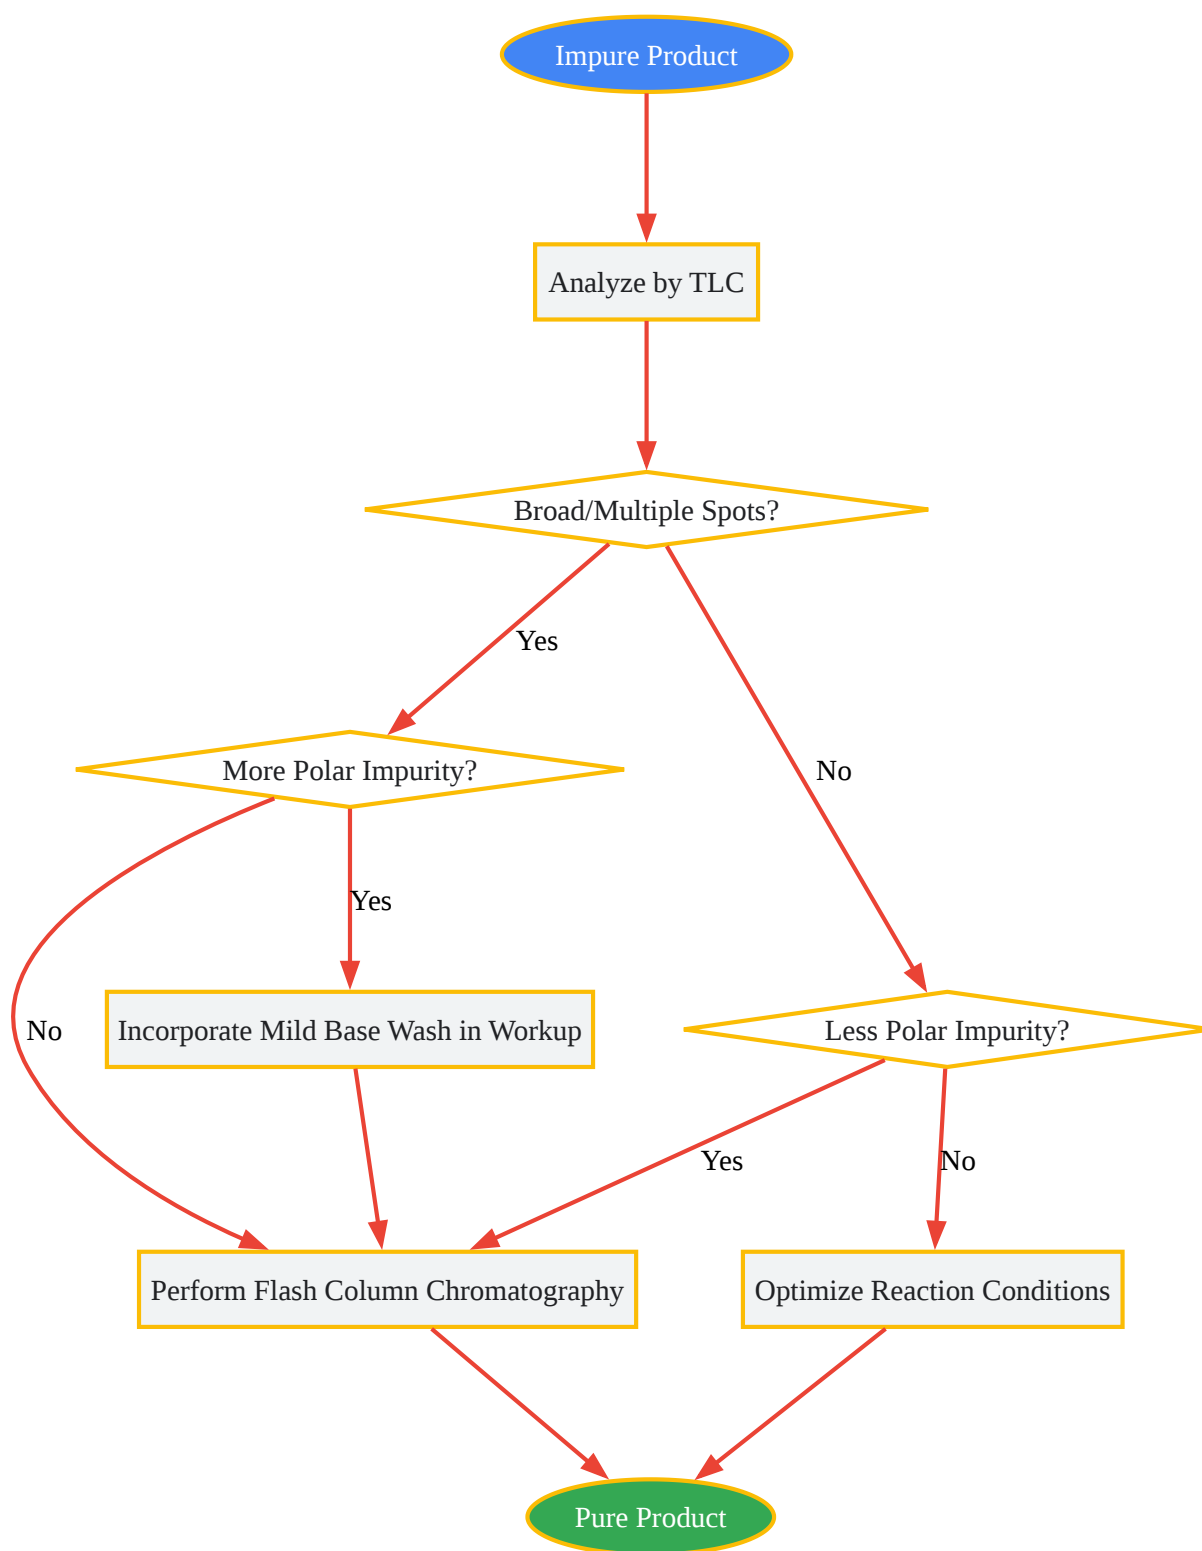 Impure Product
Analyze by TLC
Broad/Multiple Spots?
Yes
More Polar Impurity?
No
Yes
Incorporate Mild Base Wash in Workup
No
Less Polar Impurity?
Yes
No
Perform Flash Column Chromatography
Optimize Reaction Conditions
Pure Product